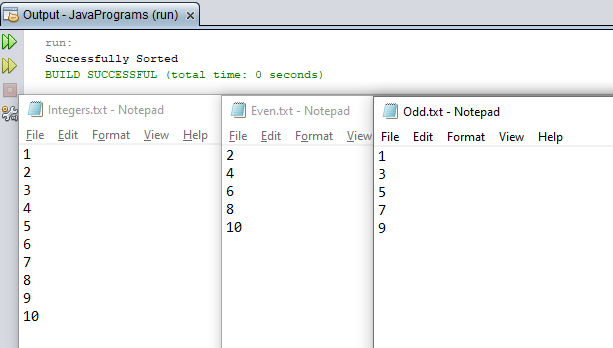 Output - JavaPrograms (run) ×
run:
Successfully Sorted
BUILD SUCCESSFUL (total time: 0 seconds)
Integers.txt - Notepad
File Edit Format View Help
1
2
3
4
5
6
7
8
9
10
Even.txt - Notepad
File Edit Format View
2
4
6
8
10
Odd.txt - Notepad
File Edit Format View Help
1
3
5
7
9